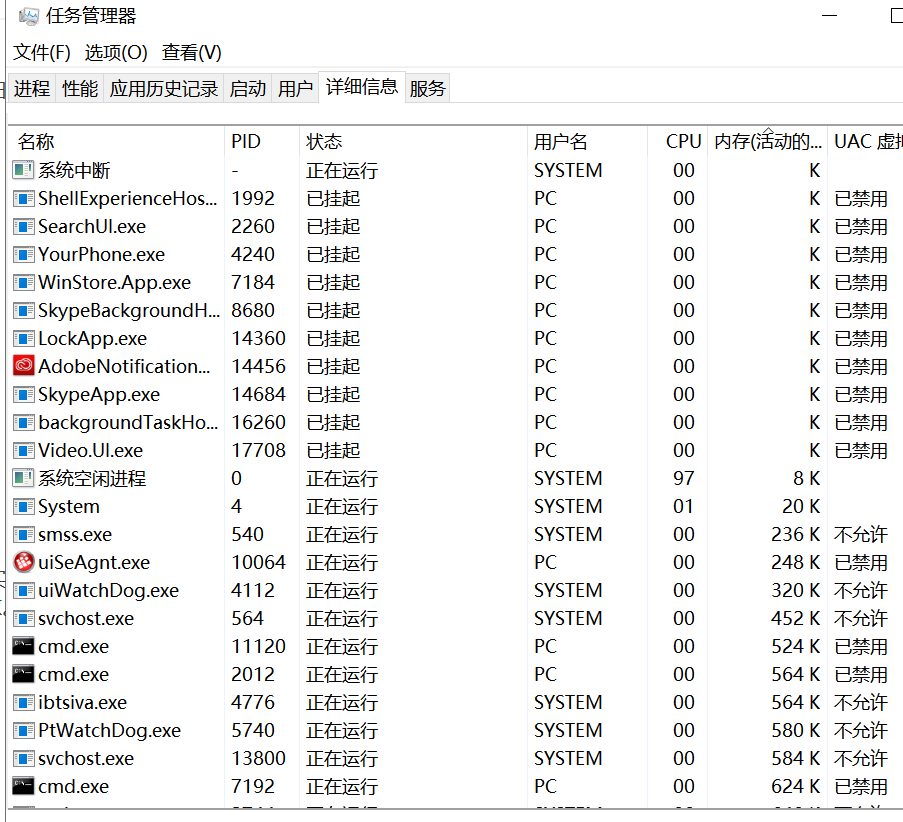 任务管理器
文件(F) 选项(O) 查看(V)
进程 性能 应用历史记录 启动 用户 详细信息 服务
名称 PID 状态 用户名 CPU 内存(活动的... UAC
系统中断 - 正在运行 SYSTEM 00 K
ShellExperienceHos... 1992 已挂起 PC 00 K 已禁用
SearchUI.exe 2260 已挂起 PC 00 K 已禁用
YourPhone.exe 4240 已挂起 PC 00 K 已禁用
WinStore.App.exe 7184 已挂起 PC 00 K 已禁用
SkypeBackgroundH... 8680 已挂起 PC 00 K 已禁用
LockApp.exe 14360 已挂起 PC 00 K 已禁用
AdobeNotification... 14456 已挂起 PC 00 K 已禁用
SkypeApp.exe 14684 已挂起 PC 00 K 已禁用
backgroundTaskHo... 16260 已挂起 PC 00 K 已禁用
Video.UI.exe 17708 已挂起 PC 00 K 已禁用
系统空闲进程 0 正在运行 SYSTEM 97 8 K
System 4 正在运行 SYSTEM 01 20 K
smss.exe 540 正在运行 SYSTEM 00 236 K 不允许
uiSeAgnt.exe 10064 正在运行 PC 00 248 K 已禁用
uiWatchDog.exe 4112 正在运行 SYSTEM 00 320 K 不允许
svchost.exe 564 正在运行 SYSTEM 00 452 K 不允许
cmd.exe 11120 正在运行 PC 00 524 K 已禁用
cmd.exe 2012 正在运行 PC 00 564 K 已禁用
ibtsiva.exe 4776 正在运行 SYSTEM 00 564 K 不允许
PtWatchDog.exe 5740 正在运行 SYSTEM 00 580 K 不允许
svchost.exe 13800 正在运行 SYSTEM 00 584 K 不允许
cmd.exe 7192 正在运行 PC 00 624 K 已禁用